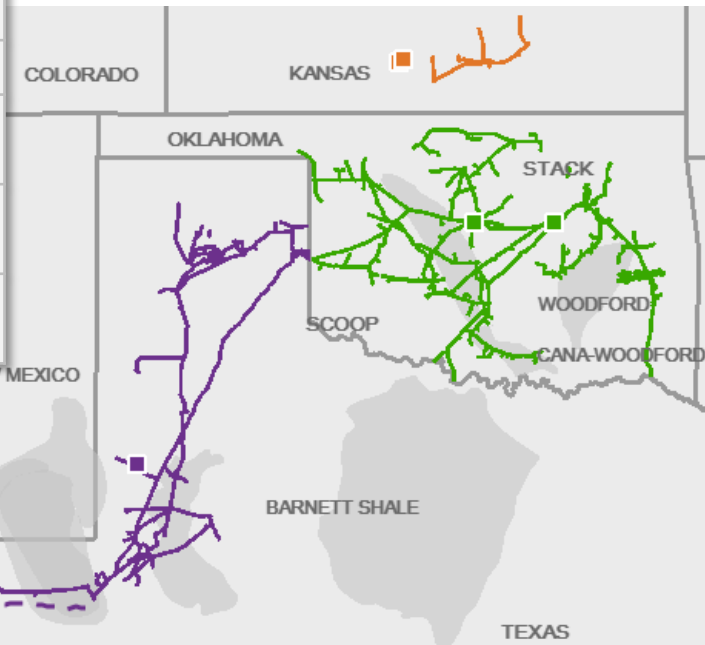 COLORADO
KANSAS
OKLAHOMA
STACK
WOODFORD
SCOOP
CANA-WOODFORD
MEXICO
BARNETT SHALE
TEXAS